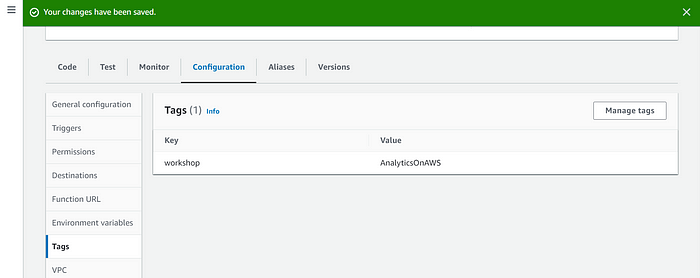 Your changes have been saved.
Code Test Monitor Configuration Aliases Versions
General configuration
Triggers
Permissions
Destinations
Function URL
Environment variables
Tags
VPC
Tags (1) Info Manage tags
Key Value
workshop AnalyticsOnAWS